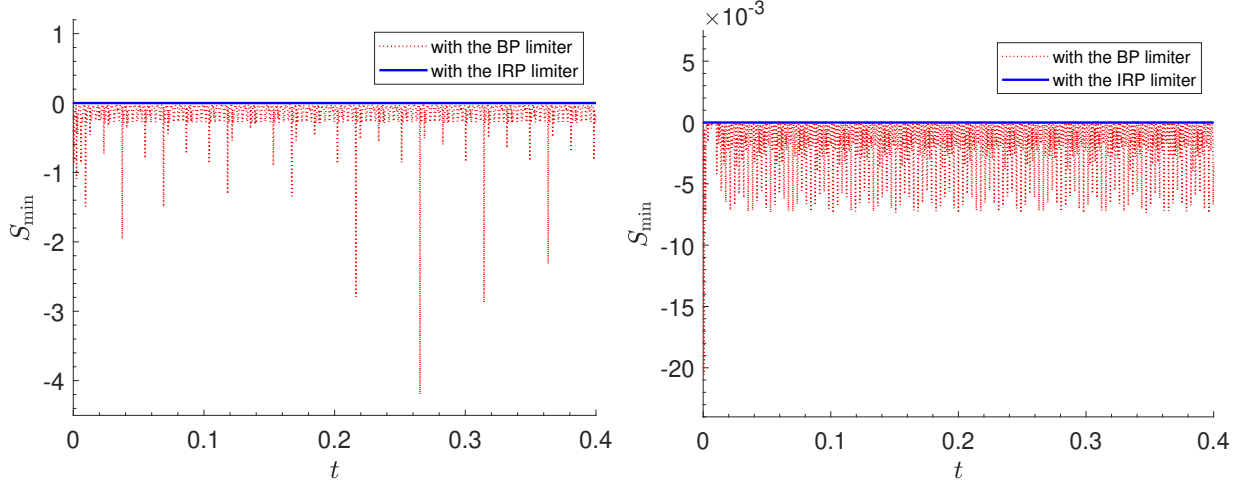 1
0
-1
-2
-3
-4
S_min
0
0.1
0.2
0.3
0.4
t
with the BP limiter
with the IRP limiter
×10^-3
5
0
-5
-10
-15
-20
S_min
0
0.1
0.2
0.3
0.4
t
with the BP limiter
with the IRP limiter